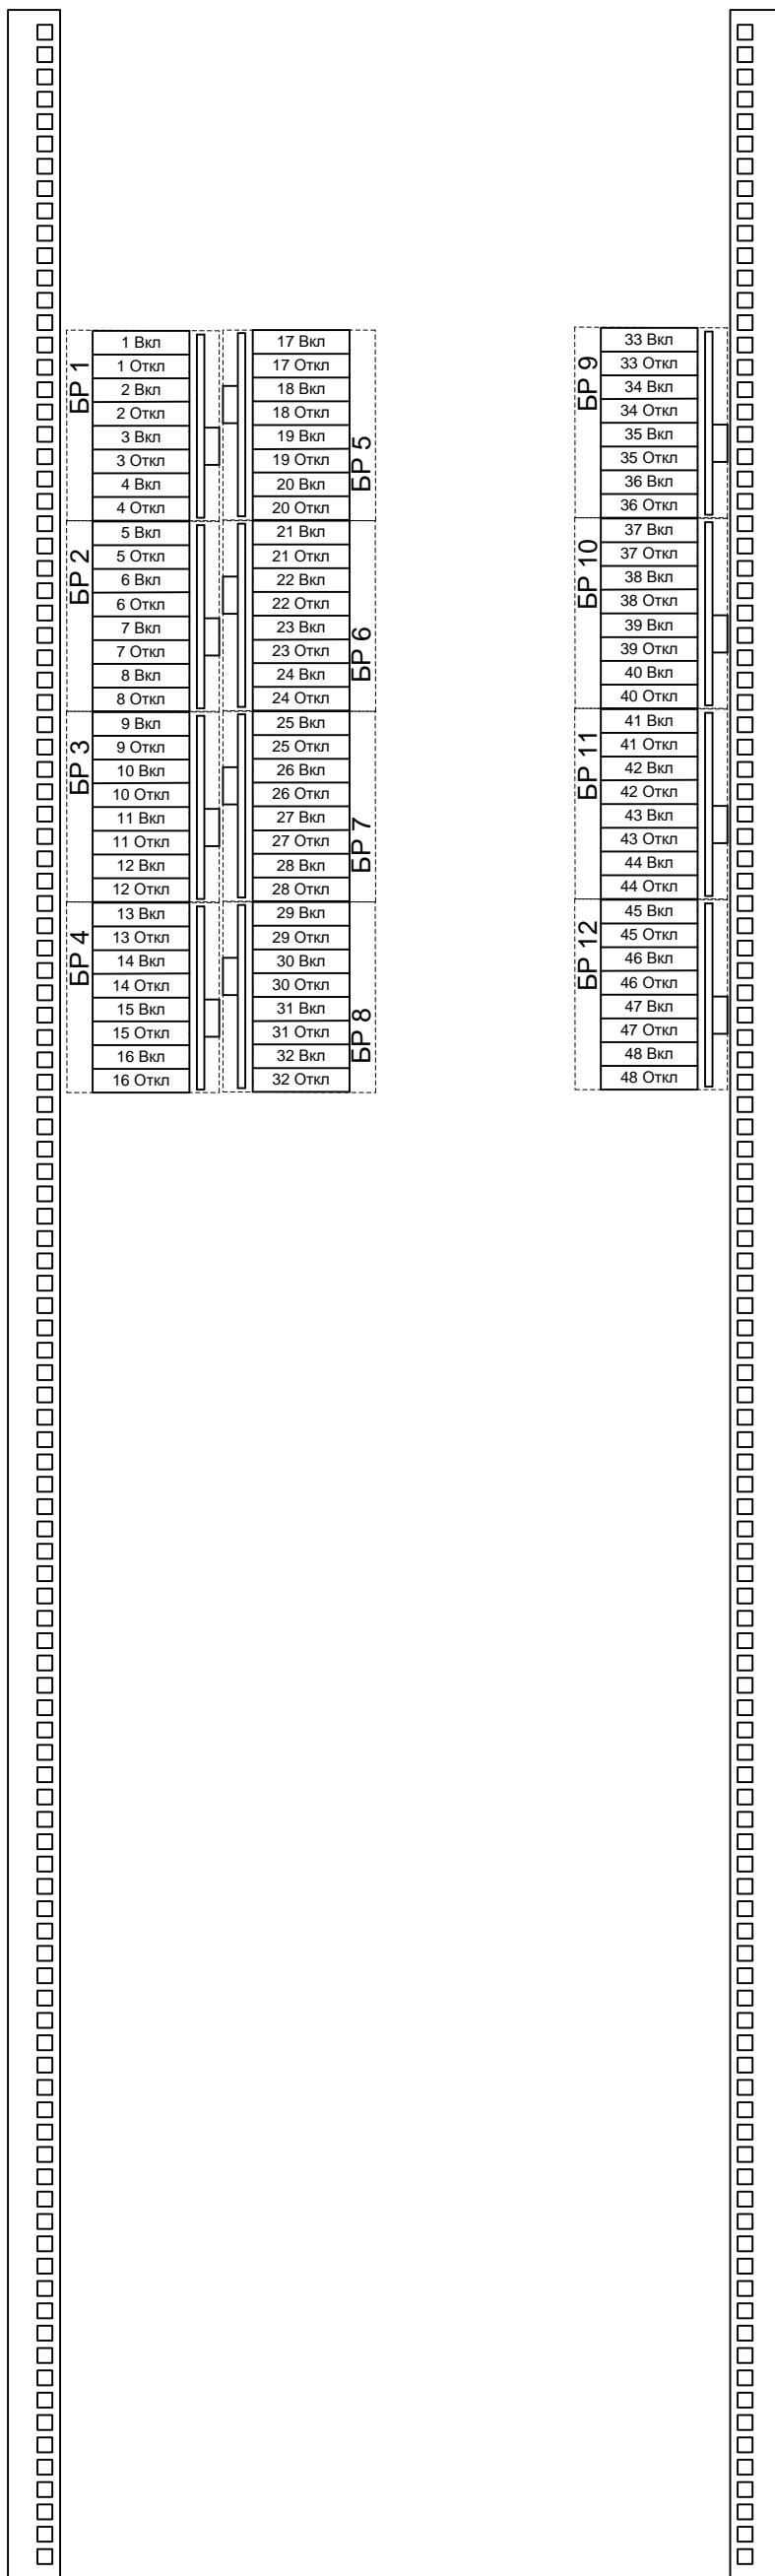 БР 1
1 Вкл
1 Откл
2 Вкл
2 Откл
3 Вкл
3 Откл
4 Вкл
4 Откл
БР 2
5 Вкл
5 Откл
6 Вкл
6 Откл
7 Вкл
7 Откл
8 Вкл
8 Откл
БР 3
9 Вкл
9 Откл
10 Вкл
10 Откл
11 Вкл
11 Откл
12 Вкл
12 Откл
БР 4
13 Вкл
13 Откл
14 Вкл
14 Откл
15 Вкл
15 Откл
16 Вкл
16 Откл
17 Вкл
17 Откл
18 Вкл
18 Откл
19 Вкл
19 Откл
20 Вкл
20 Откл
БР 5
21 Вкл
21 Откл
22 Вкл
22 Откл
23 Вкл
23 Откл
24 Вкл
24 Откл
БР 6
25 Вкл
25 Откл
26 Вкл
26 Откл
27 Вкл
27 Откл
28 Вкл
28 Откл
БР 7
29 Вкл
29 Откл
30 Вкл
30 Откл
31 Вкл
31 Откл
32 Вкл
32 Откл
БР 8
БР 9
33 Вкл
33 Откл
34 Вкл
34 Откл
35 Вкл
35 Откл
36 Вкл
36 Откл
БР 10
37 Вкл
37 Откл
38 Вкл
38 Откл
39 Вкл
39 Откл
40 Вкл
40 Откл
БР 11
41 Вкл
41 Откл
42 Вкл
42 Откл
43 Вкл
43 Откл
44 Вкл
44 Откл
БР 12
45 Вкл
45 Откл
46 Вкл
46 Откл
47 Вкл
47 Откл
48 Вкл
48 Откл